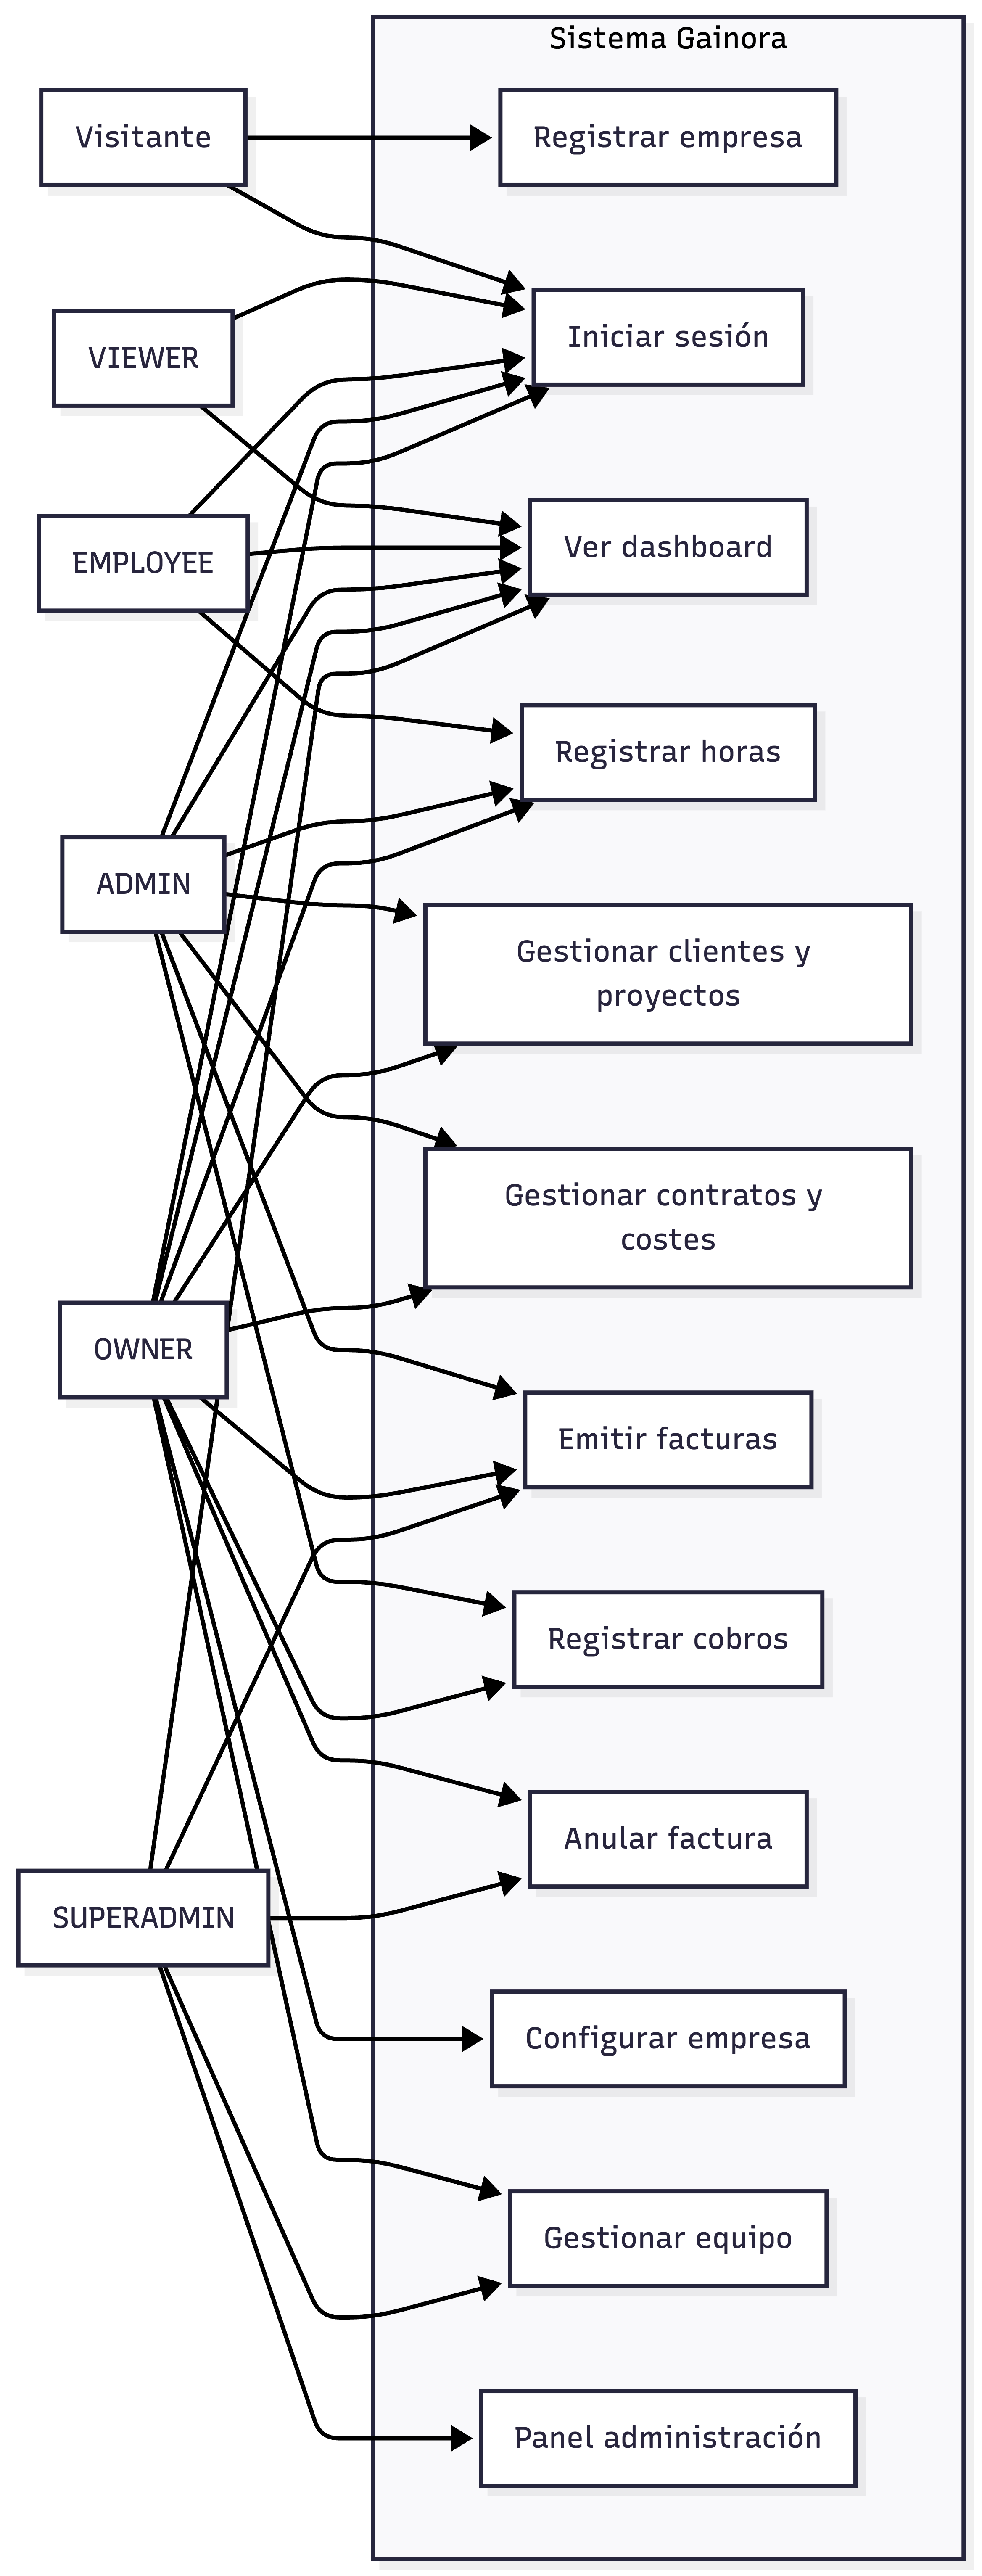 Sistema Gainora
Visitante
Registrar empresa
Iniciar sesión
VIEWER
Ver dashboard
EMPLOYEE
Registrar horas
ADMIN
Gestionar clientes y
proyectos
Gestionar contratos y
costes
OWNER
Emitir facturas
Registrar cobros
Anular factura
SUPERADMIN
Configurar empresa
Gestionar equipo
Panel administración